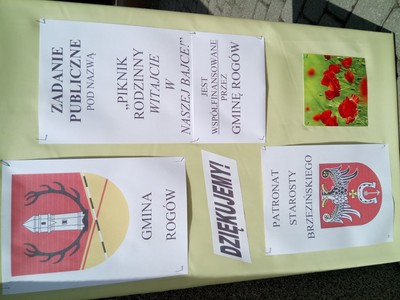 ZADANIE
PUBLICZNE
POD NAZWĄ
„PIKNIK
RODZINNY
WITAJCIE
W
NASZEJ BAJCE!”
JEST
WSPÓŁFINANSOWANE
PRZEZ
GMINĘ ROGÓW
GMINA
ROGÓW
DZIĘKUJEMY!
PATRONAT
STAROSTY
BRZEZIŃSKIEGO